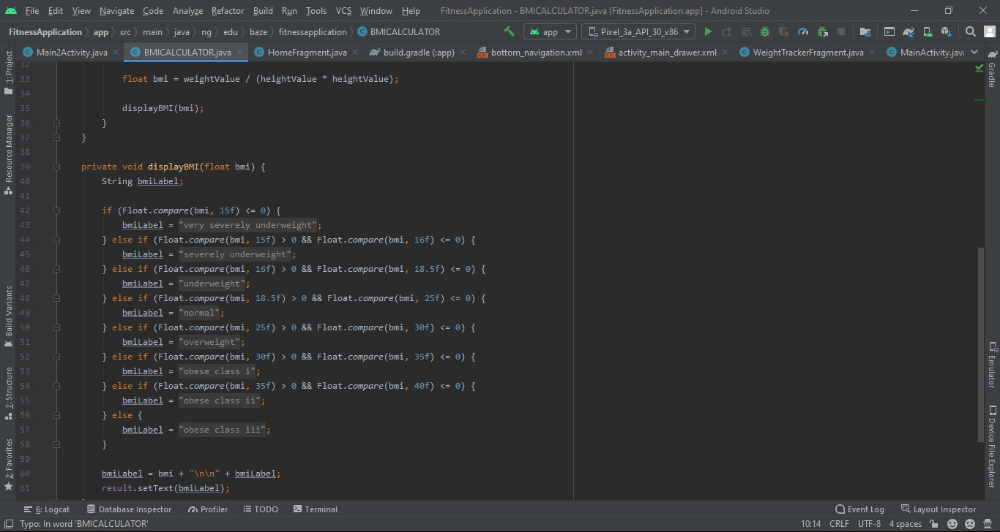 File Edit View Navigate Code Analyze Refactor Build Run Tools VCS Window Help FitnessApplication - BMICALCULATOR.java [FitnessApplication.app] - Android Studio
FitnessApplication app src main java ng edu baze fitnessapplication BMICALCULATOR app Pixel_3a_API_30_x86
Main2Activity.java BMICALCULATOR.java HomeFragment.java build.gradle (:app) bottom_navigation.xml activity_main_drawer.xml WeightTrackerFragment.java MainActivity.java
1: Project
Resource Manager
Build Variants
7: Structure
2: Favorites
32
33 float bmi = weightValue / (heightValue * heightValue);
34
35 displayBMI(bmi);
36 }
37 }
38
39 private void displayBMI(float bmi) {
40 String bmiLabel;
41
42 if (Float.compare(bmi, 15f) <= 0) {
43 bmiLabel = "very severely underweight";
44 } else if (Float.compare(bmi, 15f) > 0 && Float.compare(bmi, 16f) <= 0) {
45 bmiLabel = "severely underweight";
46 } else if (Float.compare(bmi, 16f) > 0 && Float.compare(bmi, 18.5f) <= 0) {
47 bmiLabel = "underweight";
48 } else if (Float.compare(bmi, 18.5f) > 0 && Float.compare(bmi, 25f) <= 0) {
49 bmiLabel = "normal";
50 } else if (Float.compare(bmi, 25f) > 0 && Float.compare(bmi, 30f) <= 0) {
51 bmiLabel = "overweight";
52 } else if (Float.compare(bmi, 30f) > 0 && Float.compare(bmi, 35f) <= 0) {
53 bmiLabel = "obese class i";
54 } else if (Float.compare(bmi, 35f) > 0 && Float.compare(bmi, 40f) <= 0) {
55 bmiLabel = "obese class ii";
56 } else {
57 bmiLabel = "obese class iii";
58 }
59
60 bmiLabel = bmi + "\n\n" + bmiLabel;
61 result.setText(bmiLabel);
Gradle
Emulator
Device File Explorer
6: Logcat Database Inspector Profiler TODO Terminal Event Log Layout Inspector
Typo: In word 'BMICALCULATOR' 10:14 CRLF UTF-8 4 spaces